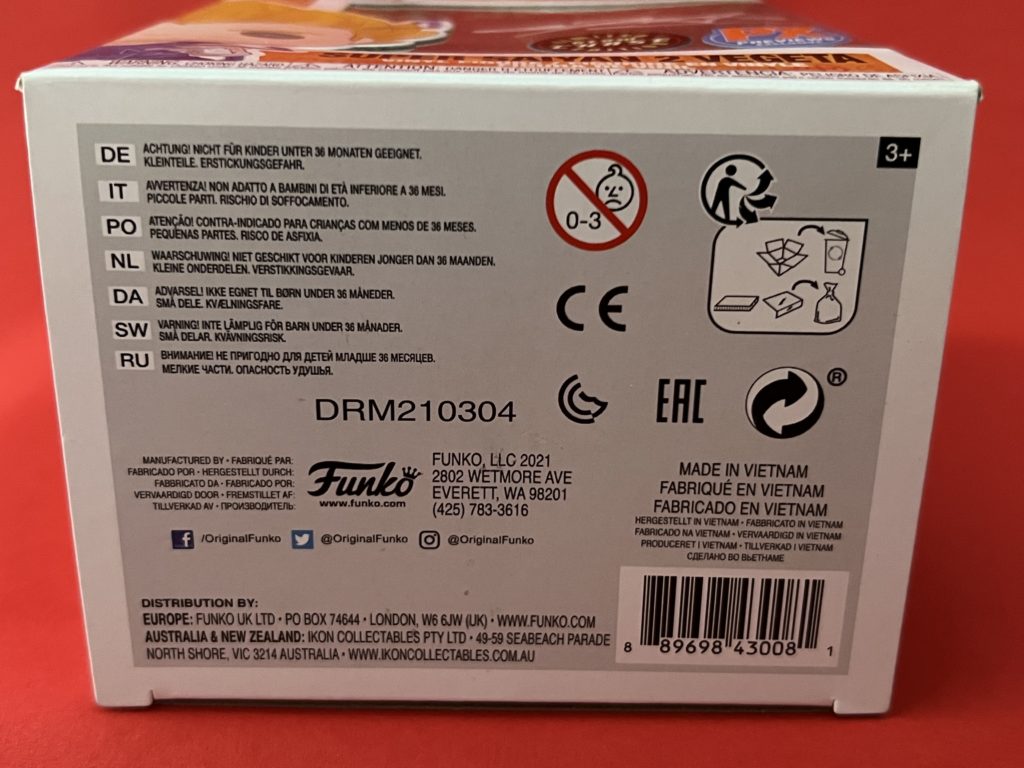 PREVIEWS
VEGETA
ATTENTION:
ADVERTENCIA:
DE ACHTUNG! NICHT FÜR KINDER UNTER 36 MONATEN GEEIGNET.
KLEINTEILE. ERSTICKUNGSGEFAHR.
IT AVVERTENZA! NON ADATTO A BAMBINI DI ETÀ INFERIORE A 36 MESI.
PICCOLE PARTI. RISCHIO DI SOFFOCAMENTO.
PO ATENÇÃO! CONTRA-INDICADO PARA CRIANÇAS COM MENOS DE 36 MESES.
PEQUENAS PARTES. RISCO DE ASFIXIA.
NL WAARSCHUWING! NIET GESCHIKT VOOR KINDEREN JONGER DAN 36 MAANDEN.
KLEINE ONDERDELEN. VERSTIKKINGSGEVAAR.
DA ADVARSEL! IKKE EGNET TIL BØRN UNDER 36 MÅNEDER.
SMÅ DELE. KVÆLNINGSFARE.
SW VARNING! INTE LÄMPLIG FÖR BARN UNDER 36 MÅNADER.
SMÅ DELAR. KVÄVNINGSRISK.
RU ВНИМАНИЕ! НЕ ПРИГОДНО ДЛЯ ДЕТЕЙ МЛАДШЕ 36 МЕСЯЦЕВ.
МЕЛКИЕ ЧАСТИ. ОПАСНОСТЬ УДУШЬЯ.
0-3
3+
CE
EAC
®
DRM210304
MANUFACTURED BY • FABRIQUÉ PAR:
FABRICADO POR • HERGESTELLT DURCH:
FABBRICATO DA • FABRICADO PO:
VERVAARDIGD DOOR • FREMSTILLET AF:
TILLVERKAD AV • ПРОИЗВОДИТЕЛЬ:
Funko
www.funko.com
FUNKO, LLC 2021
2802 WETMORE AVE
EVERETT, WA 98201
(425) 783-3616
/OriginalFunko @OriginalFunko @OriginalFunko
MADE IN VIETNAM
FABRIQUÉ EN VIETNAM
FABRICADO EN VIETNAM
HERGESTELLT IN VIETNAM • FABBRICATO IN VIETNAM
FABRICADO NA VIETNAM • VERVAARDIGD IN VIETNAM
PRODUCERET I VIETNAM • TILLVERKAD I VIETNAM
СДЕЛАНО ВО ВЬЕТНАМЕ
DISTRIBUTION BY:
EUROPE: FUNKO UK LTD • PO BOX 74644 • LONDON, W6 6JW (UK) • WWW.FUNKO.COM
AUSTRALIA & NEW ZEALAND: IKON COLLECTABLES PTY LTD • 49-59 SEABEACH PARADE
NORTH SHORE, VIC 3214 AUSTRALIA • WWW.IKONCOLLECTABLES.COM.AU
8 89698 43008 1